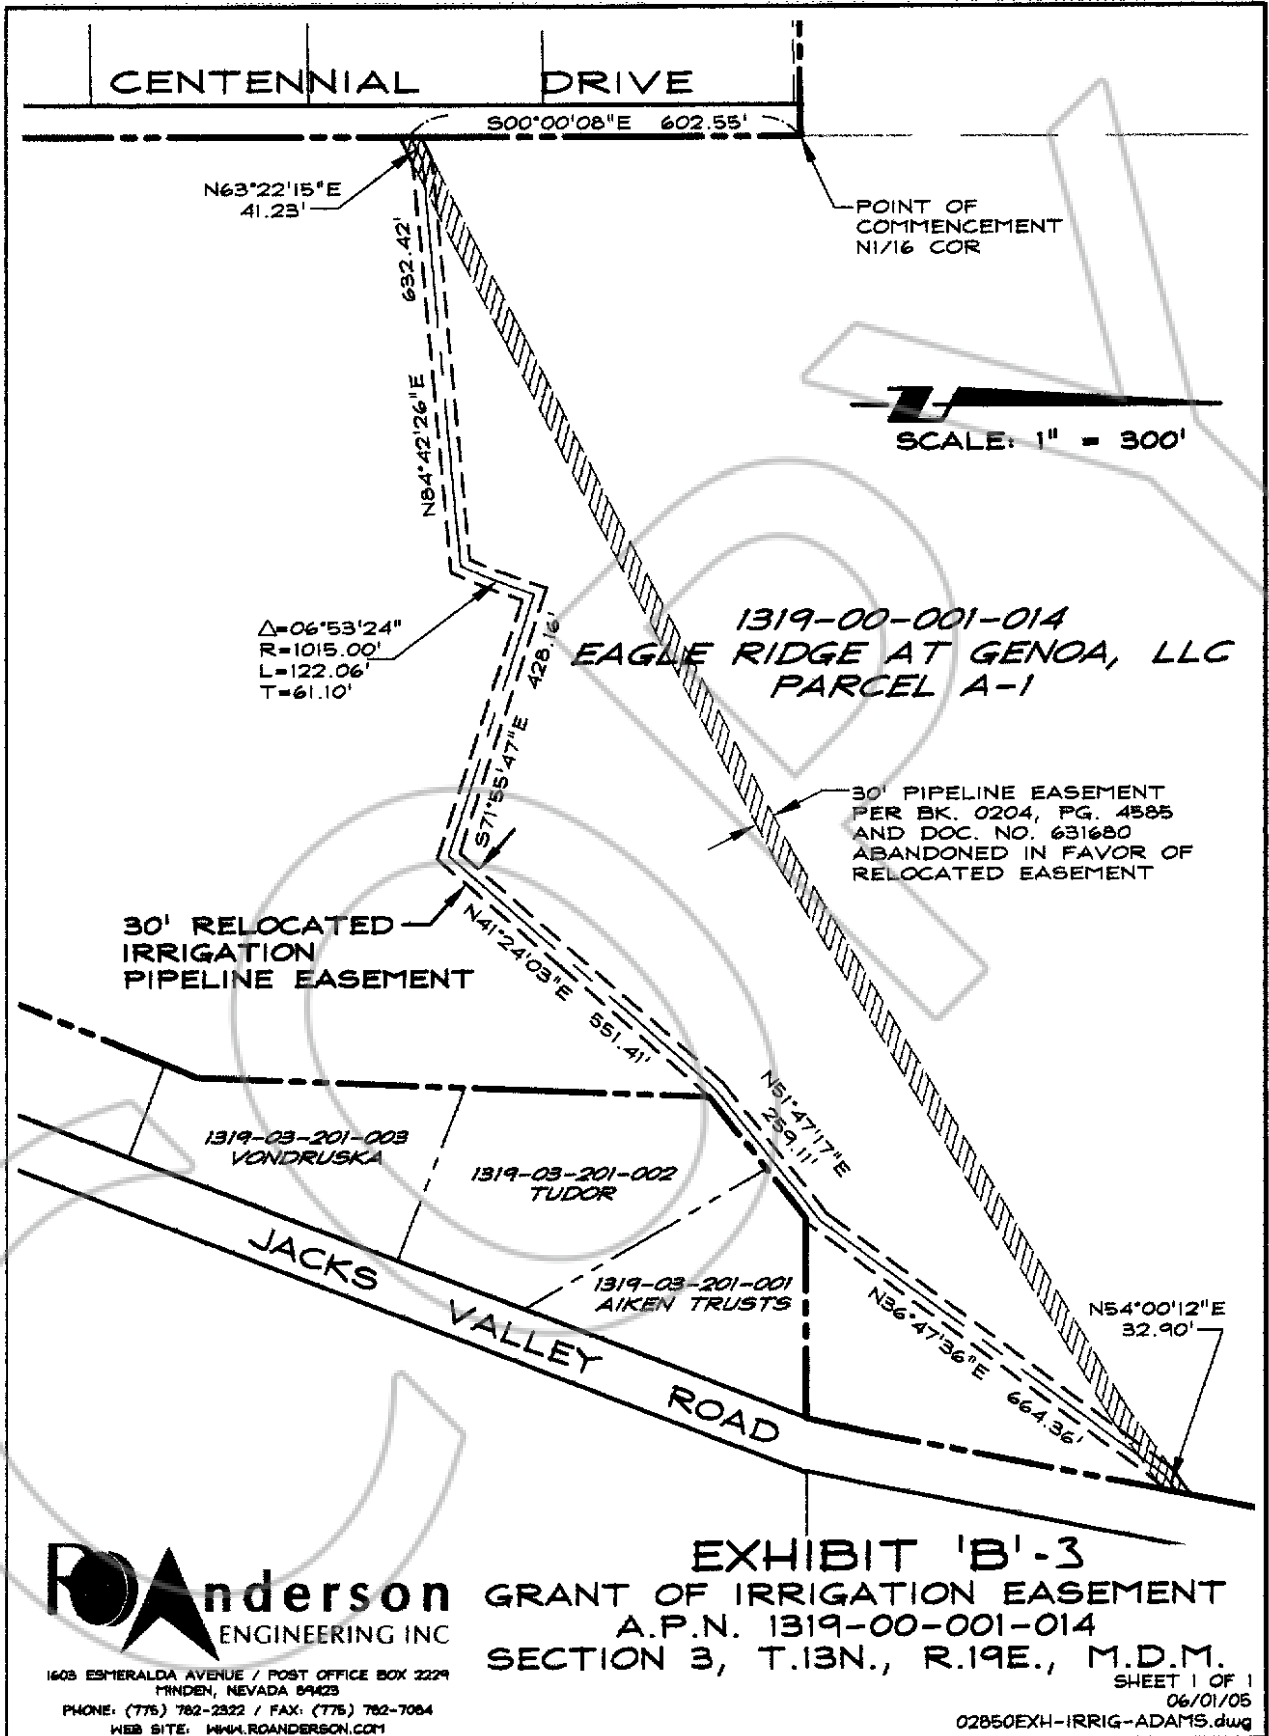 CENTENNIAL DRIVE
S00°00'08"E 602.55'
N63°22'15"E
41.23'
POINT OF
COMMENCEMENT
N1/16 COR
632.42'
N84°42'26"E
SCALE: 1" = 300'
Δ=06°53'24"
R=1015.00'
L=122.06'
T=61.10'
1319-00-001-014
EAGLE RIDGE AT GENOA, LLC
PARCEL A-1
S71°55'47"E 428.16'
30' PIPELINE EASEMENT
PER BK. 0204, PG. 4585
AND DOC. NO. 631680
ABANDONED IN FAVOR OF
RELOCATED EASEMENT
30' RELOCATED
IRRIGATION
PIPELINE EASEMENT
N41°24'03"E 551.41'
N51°47'17"E
259.11'
1319-03-201-003
VONDRUSKA
1319-03-201-002
TUDOR
1319-03-201-001
AIKEN TRUSTS
JACKS VALLEY ROAD
N36°47'36"E 664.36'
N54°00'12"E
32.90'
EXHIBIT 'B'-3
GRANT OF IRRIGATION EASEMENT
A.P.N. 1319-00-001-014
SECTION 3, T.13N., R.19E., M.D.M.
SHEET 1 OF 1
06/01/05
02850EXH-IRRIG-ADAMS.dwg
ROAnderson
ENGINEERING INC
1603 ESMERALDA AVENUE / POST OFFICE BOX 2229
MINDEN, NEVADA 89423
PHONE: (775) 782-2322 / FAX: (775) 782-7084
WEB SITE: WWW.ROANDERSON.COM
COPY